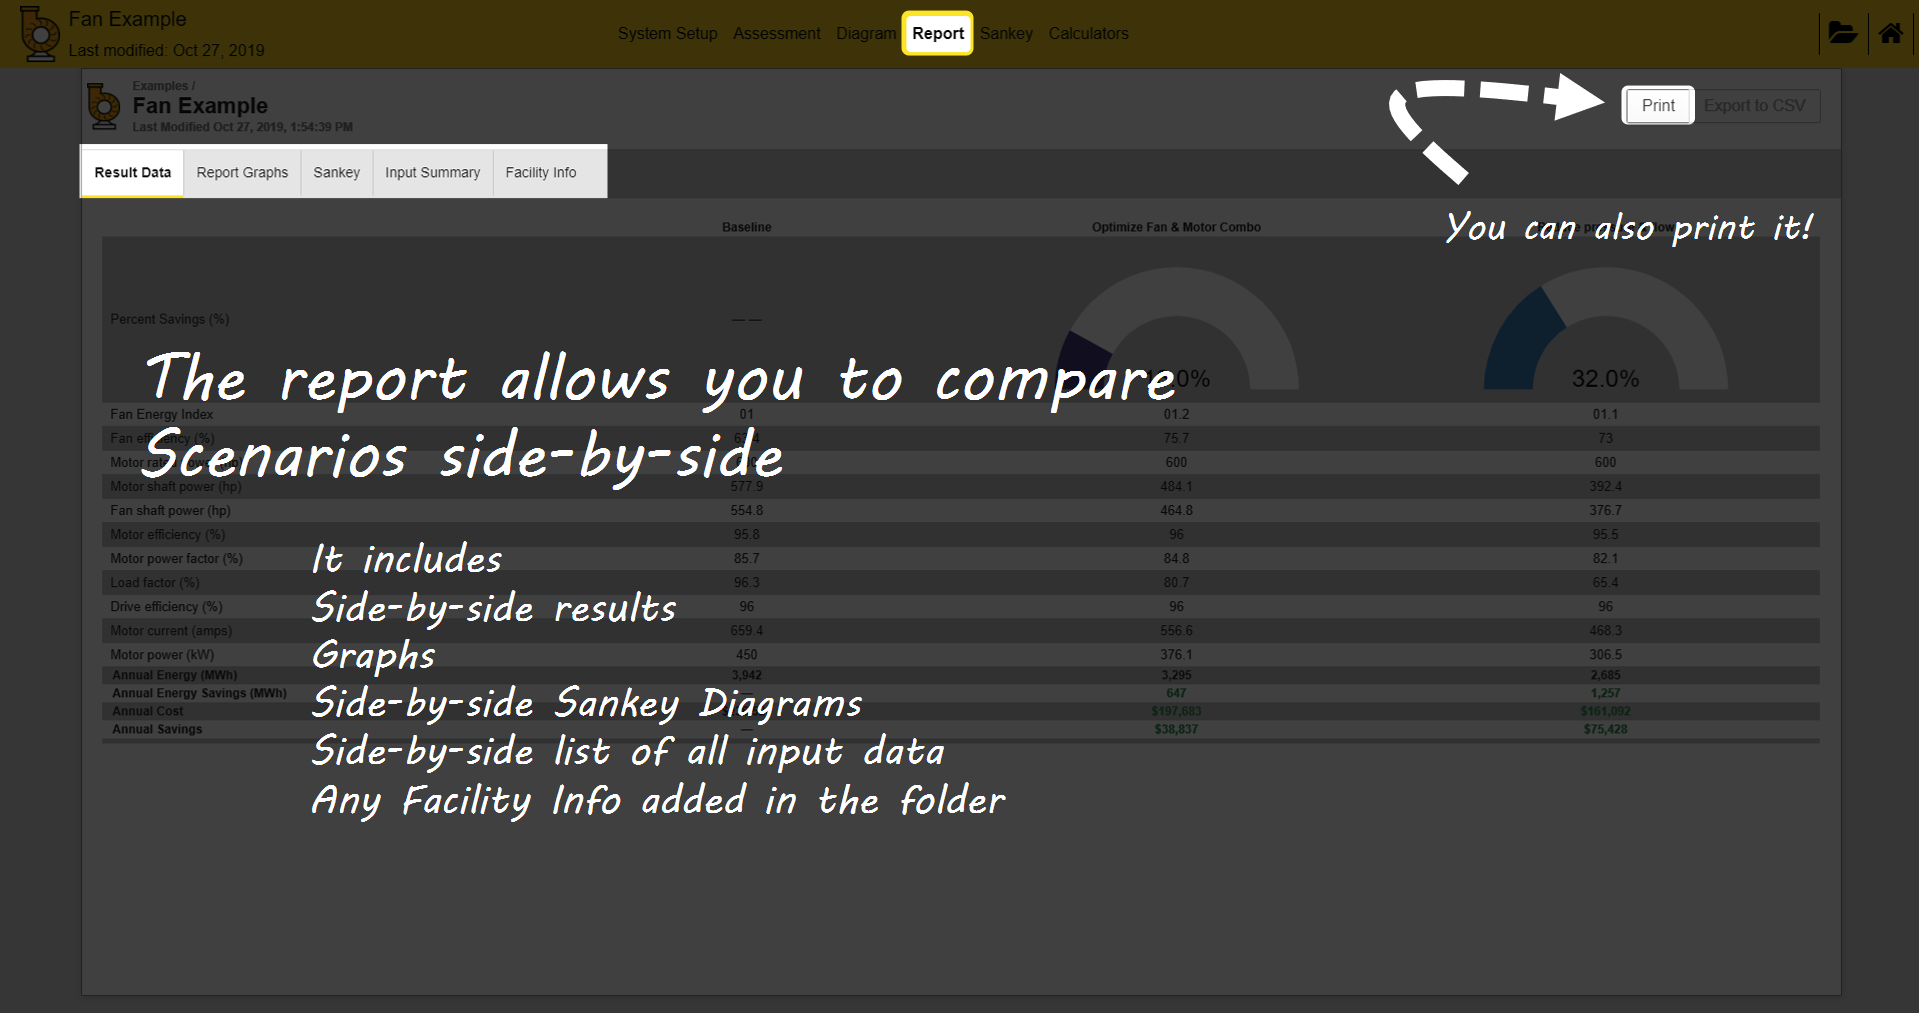 Fan Example
Last modified: Oct 27, 2019
System Setup Assessment Diagram Report Sankey Calculators
Examples /
Fan Example
Last Modified Oct 27, 2019, 1:54:39 PM
Print Export to CSV
Result Data Report Graphs Sankey Input Summary Facility Info
You can also print it!
Baseline Optimize Fan & Motor Combo
Percent Savings (%) — — 32.0%
The report allows you to compare
Scenarios side-by-side
Fan Energy Index 01 01.2 01.1
Fan efficiency (%) 75.7 73
Motor rated power (hp) 600 600
Motor shaft power (hp) 577.9 484.1 392.4
Fan shaft power (hp) 554.8 464.8 376.7
Motor efficiency (%) 95.8 96 95.5
Motor power factor (%) 85.7 84.8 82.1
Load factor (%) 96.3 80.7 65.4
Drive efficiency (%) 96 96 96
Motor current (amps) 659.4 556.6 468.3
Motor power (kW) 450 376.1 306.5
Annual Energy (MWh) 3,942 3,295 2,685
Annual Energy Savings (MWh) — 647 1,257
Annual Cost $197,683 $161,092
Annual Savings — $38,837 $75,428
It includes
Side-by-side results
Graphs
Side-by-side Sankey Diagrams
Side-by-side list of all input data
Any Facility Info added in the folder